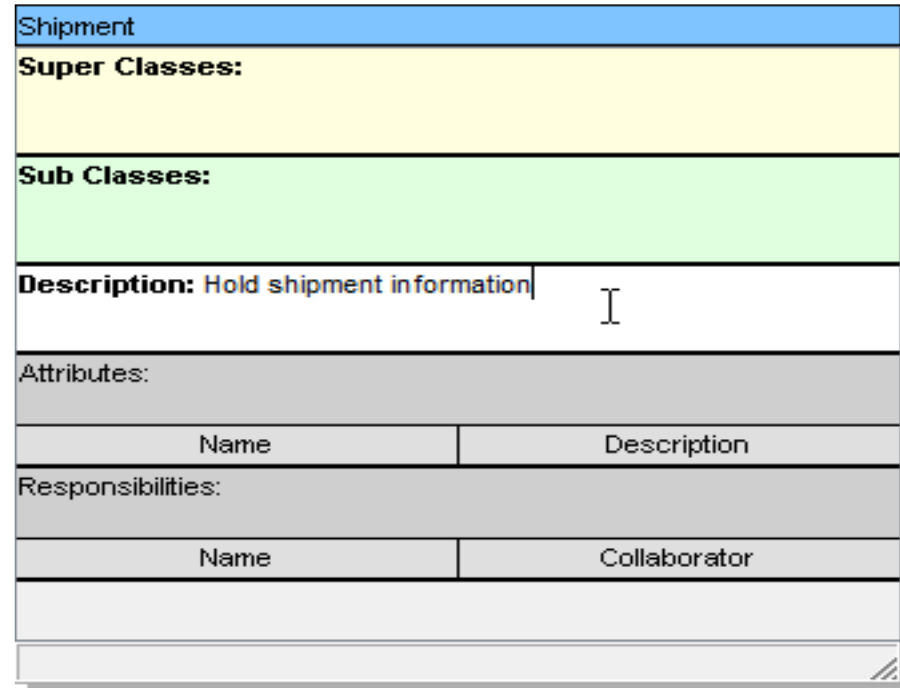 Shipment
Super Classes:
Sub Classes:
Description: Hold shipment information
Attributes:
Name Description
Responsibilities:
Name Collaborator